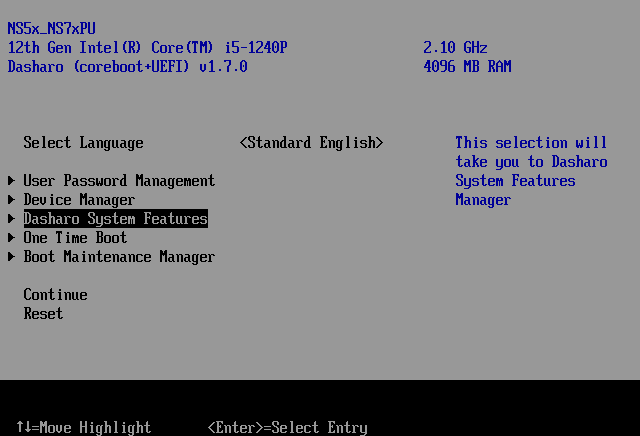 NS5x_NS7xPU
12th Gen Intel(R) Core(TM) i5-1240P 2.10 GHz
Dasharo (coreboot+UEFI) v1.7.0 4096 MB RAM
Select Language <Standard English> This selection will
take you to Dasharo
User Password Management System Features
Device Manager Manager
Dasharo System Features
One Time Boot
Boot Maintenance Manager
Continue
Reset
↑↓=Move Highlight <Enter>=Select Entry